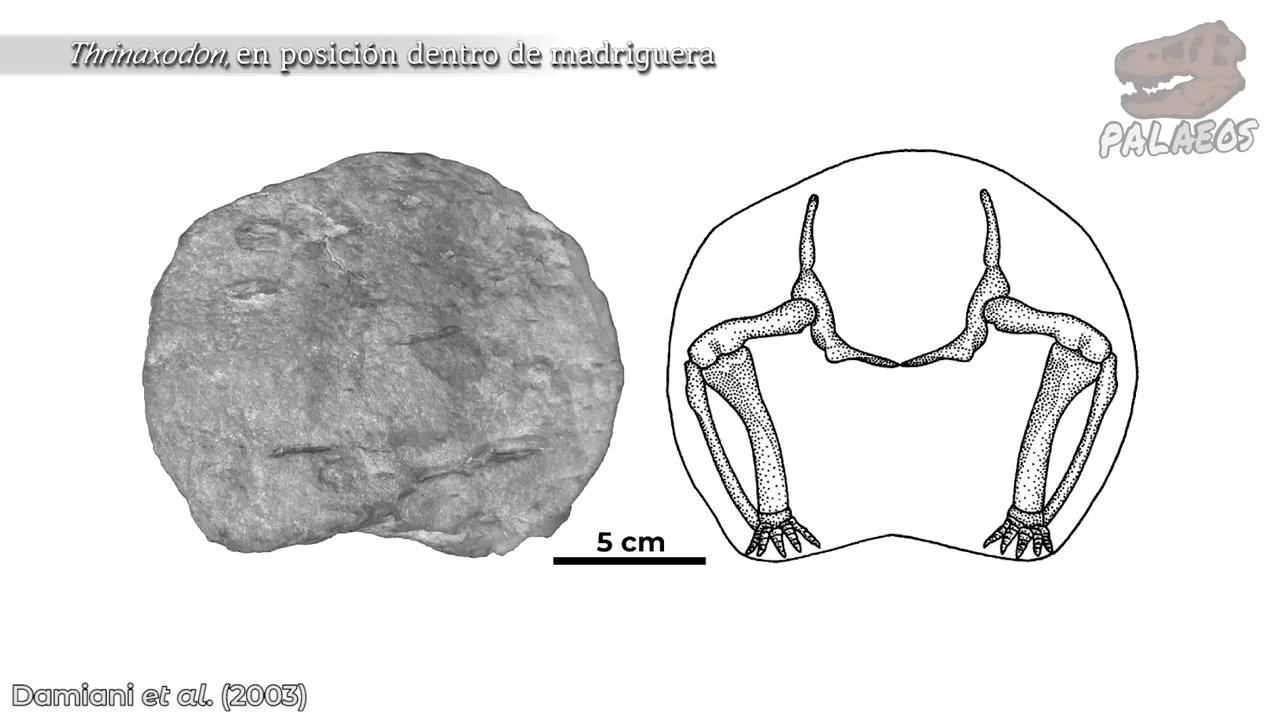 Thrinaxodon, en posición dentro de madriguera
PALAEOS
5 cm
Damiani et al. (2003)